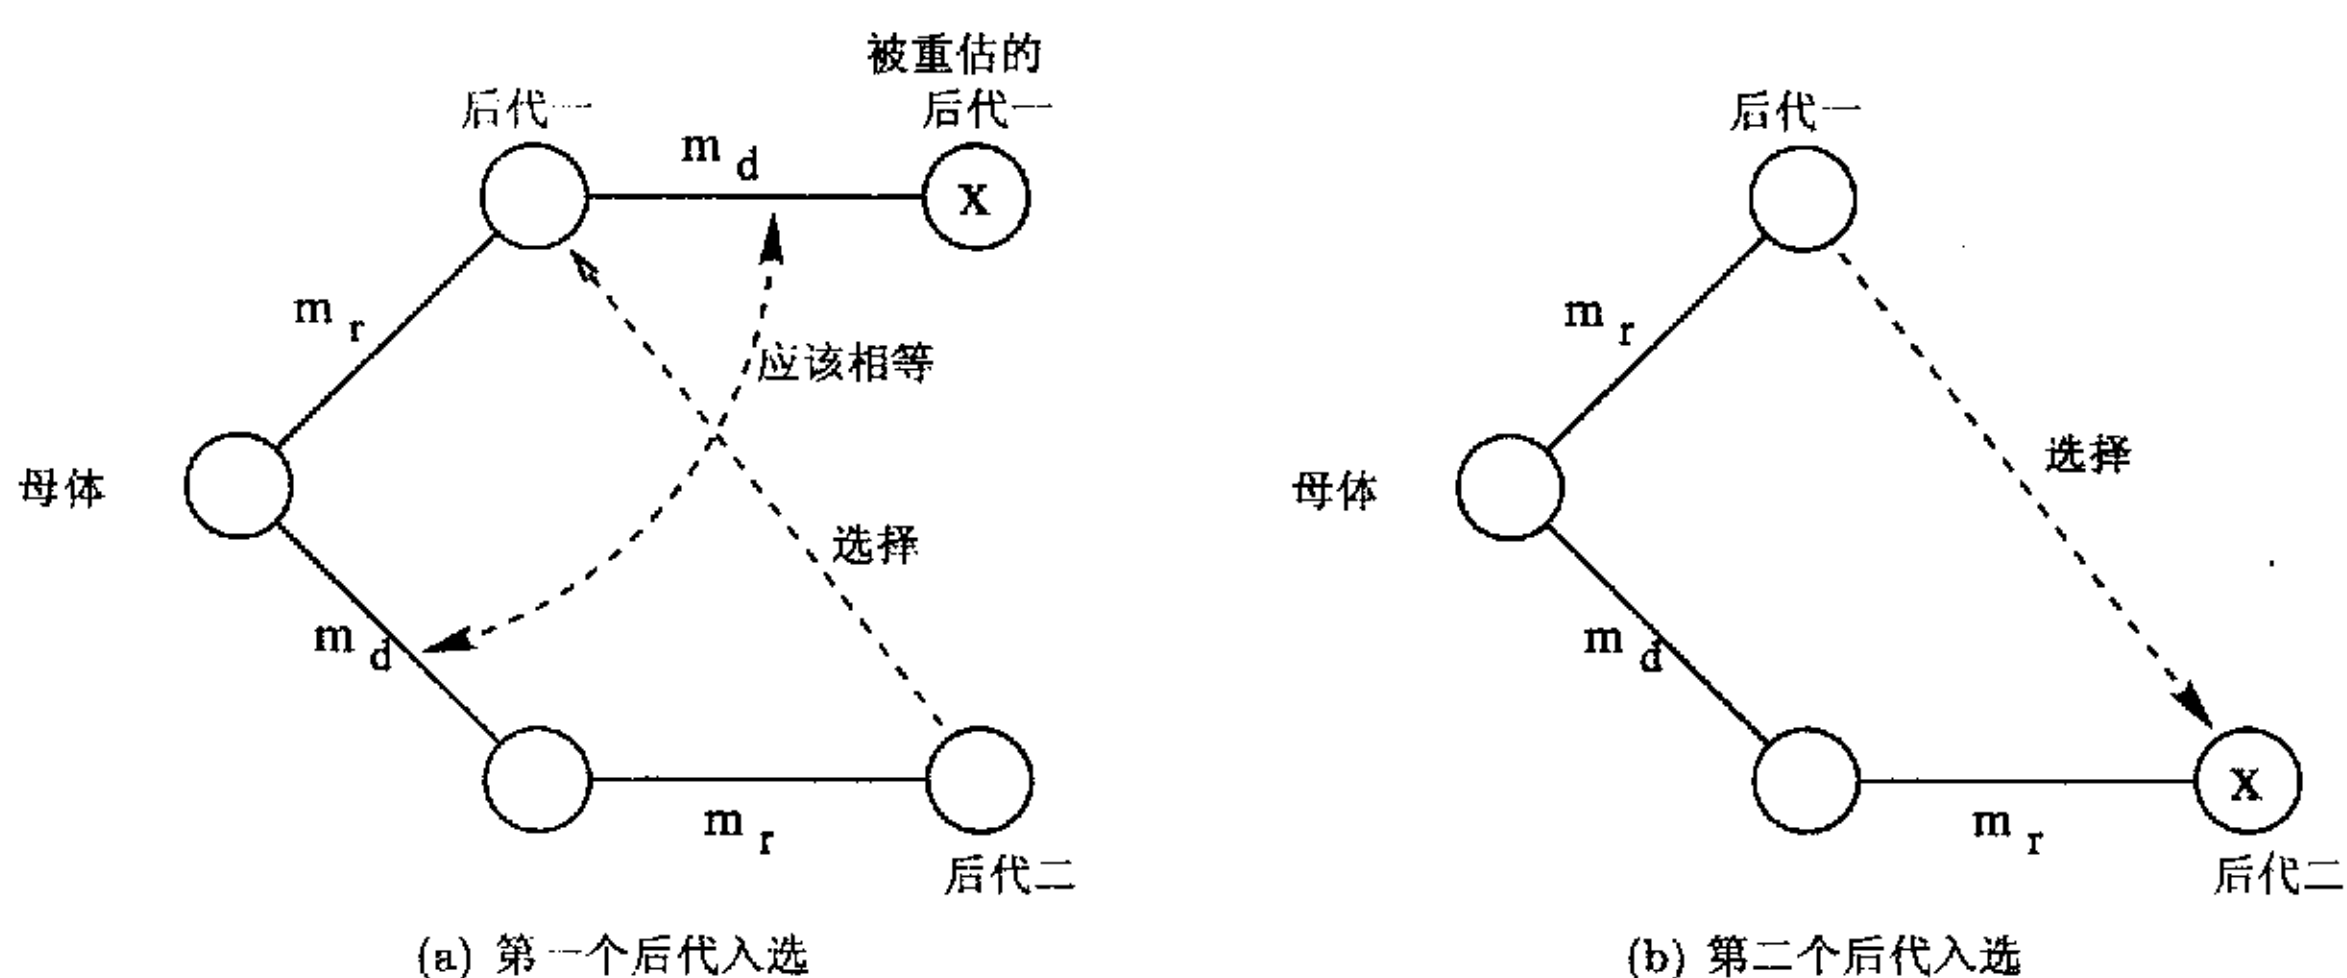 被重估的
后代一
后代一
m d
X
m r
应该相等
母体
选择
m d
m r
后代二
(a) 第一个后代入选
后代一
m r
选择
母体
m d
X
m r
后代二
(b) 第二个后代入选